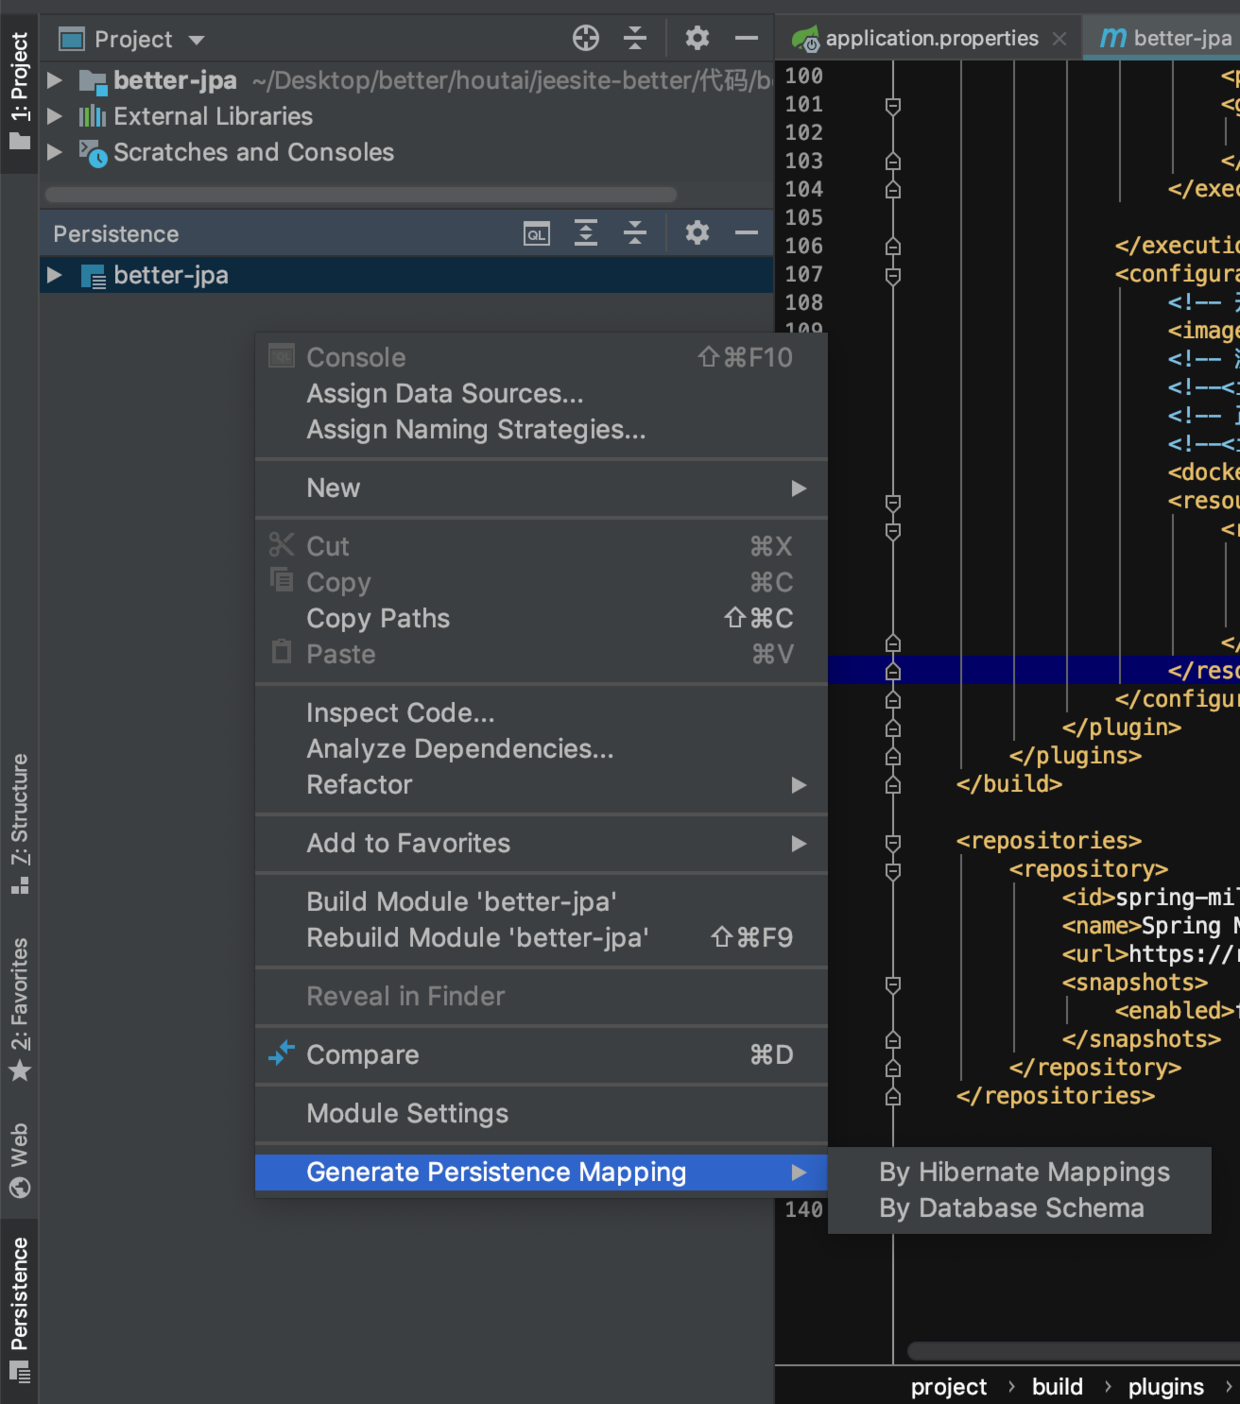 1: Project
Project
better-jpa ~/Desktop/better/houtai/jeesite-better/代码/b
External Libraries
Scratches and Consoles
Persistence
QL
better-jpa
Console ⇧⌘F10
Assign Data Sources...
Assign Naming Strategies...
New
Cut ⌘X
Copy ⌘C
Copy Paths ⇧⌘C
Paste ⌘V
Inspect Code...
Analyze Dependencies...
Refactor
Add to Favorites
Build Module 'better-jpa'
Rebuild Module 'better-jpa' ⇧⌘F9
Reveal in Finder
Compare ⌘D
Module Settings
Generate Persistence Mapping
By Hibernate Mappings
By Database Schema
7: Structure
2: Favorites
Web
Persistence
application.properties
m better-jpa
100 <p
101 <g
102
103 </
104 </exec
105
106 </executio
107 <configura
108 <!--
109 <image
<!--
<!--<i
<!--
<!--<i
<docke
<resou
<r
</
</reso
</configur
</plugin>
</plugins>
</build>
<repositories>
<repository>
<id>spring-mil
<name>Spring M
<url>https://r
<snapshots>
<enabled>f
</snapshots>
</repository>
</repositories>
140
project › build › plugins ›